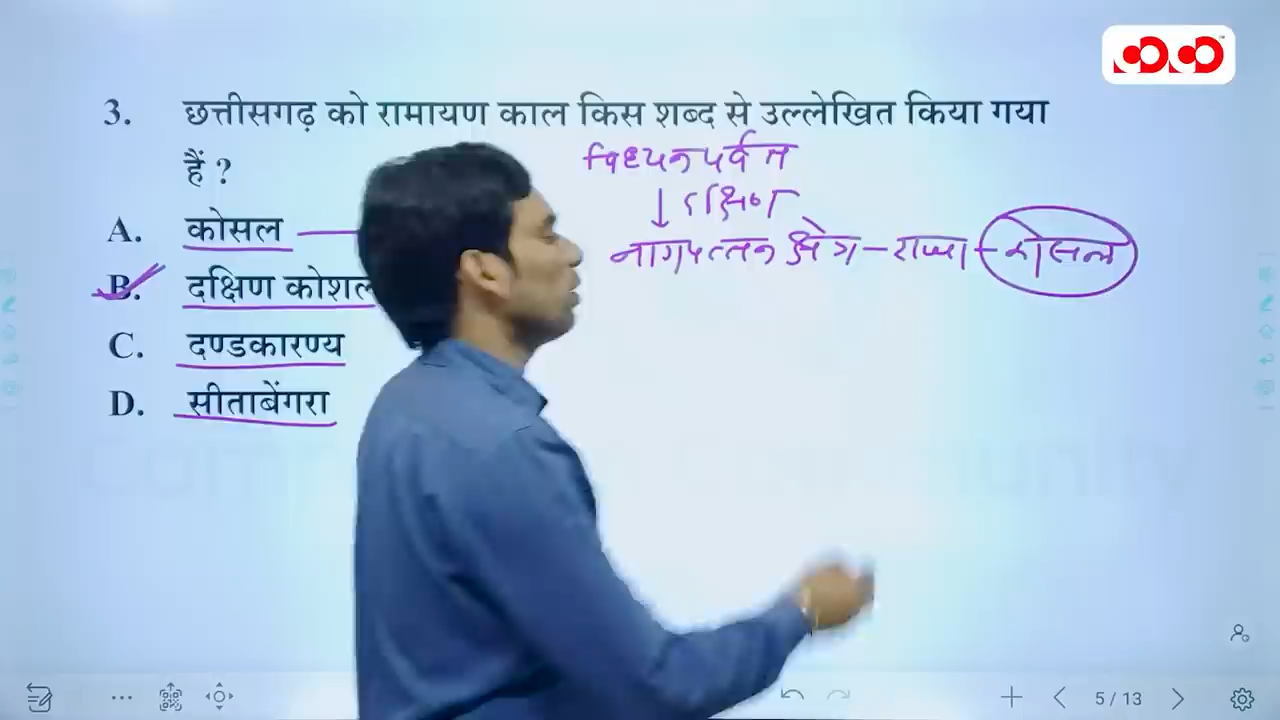 3. छत्तीसगढ़ को रामायण काल किस शब्द से उल्लेखित किया गया
हैं ?
A. कोसल
B. दक्षिण कोशल
C. दण्डकारण्य
D. सीताबेंगरा
पर्वत
दक्षिण
नागपत्तन क्षेत्र – राजा – कोसल
5 / 13